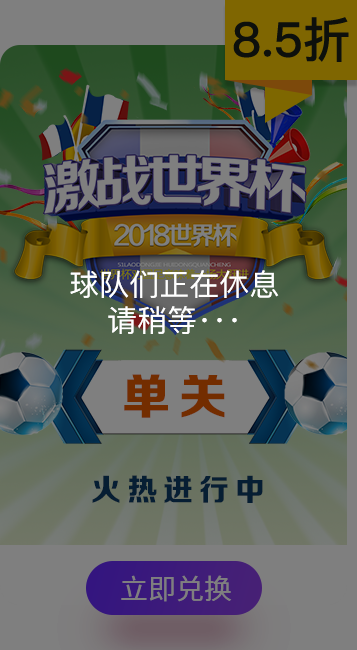 8.5折
激战世界杯
2018世界杯
球队们正在休息
请稍等···
单关
火热进行中
立即兑换